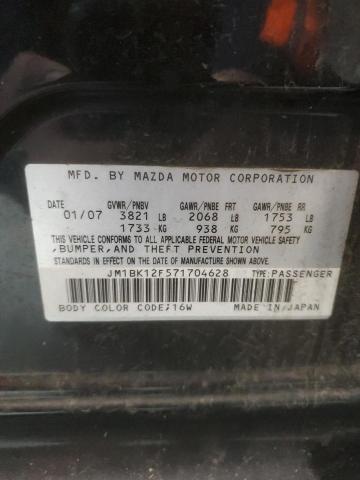 MFD. BY MAZDA MOTOR CORPORATION
DATE GVWR/PNBV GAWR/PNBE FRT GAWR/PNBE RR
01/07 3821 LB 2068 LB 1753 LB
1733 KG 938 KG 795 KG
THIS VEHICLE CONFORMS TO ALL APPLICABLE FEDERAL MOTOR VEHICLE SAFETY,
BUMPER, AND THEFT PREVENTION
STANDARDS IN EFFECT ON THE DATE OF MANUFACTURE SHOWN ABOVE.
JM1BK12F571704628 TYPE:PASSENGER
BODY COLOR CODE;16W MADE IN JAPAN